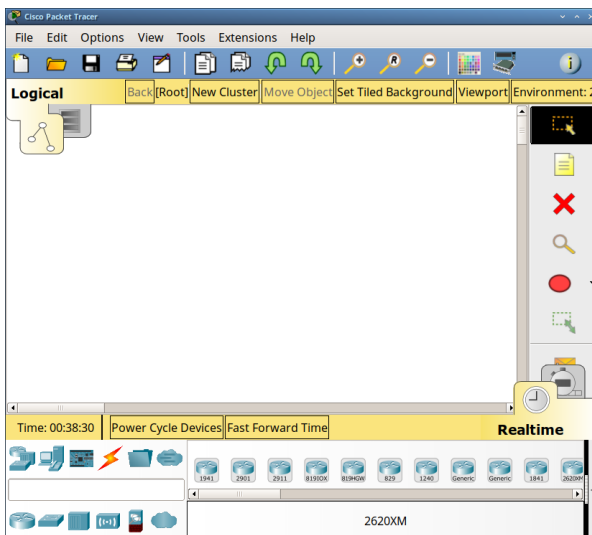 Cisco Packet Tracer
File Edit Options View Tools Extensions Help
Logical
Back [Root] New Cluster Move Object Set Tiled Background Viewport Environment:
Time: 00:38:30 Power Cycle Devices Fast Forward Time
Realtime
1941 2901 2911 819IOX 819HGW 829 1240 Generic Generic 1841 2620XM
2620XM